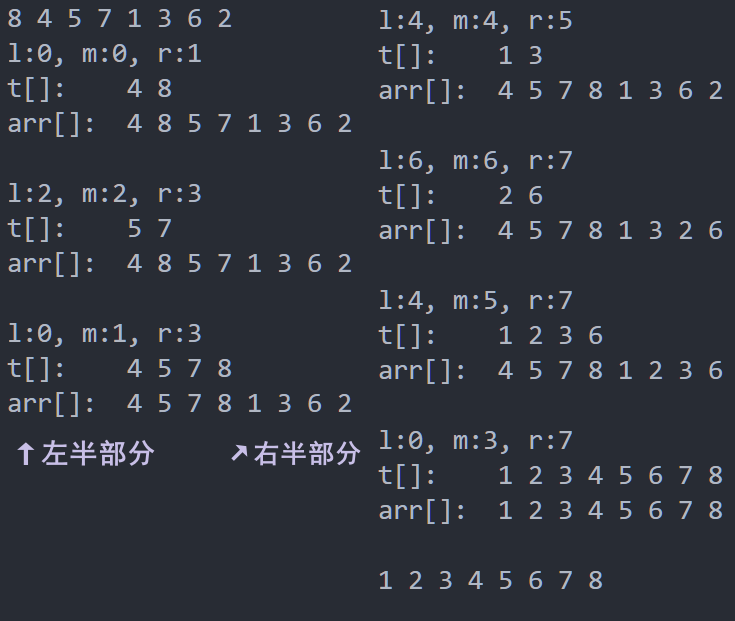 8 4 5 7 1 3 6 2
l:0, m:0, r:1
t[]:    4 8
arr[]:  4 8 5 7 1 3 6 2
l:2, m:2, r:3
t[]:    5 7
arr[]:  4 8 5 7 1 3 6 2
l:0, m:1, r:3
t[]:    4 5 7 8
arr[]:  4 5 7 8 1 3 6 2
↑左半部分
↗右半部分
l:4, m:4, r:5
t[]:    1 3
arr[]:  4 5 7 8 1 3 6 2
l:6, m:6, r:7
t[]:    2 6
arr[]:  4 5 7 8 1 3 2 6
l:4, m:5, r:7
t[]:    1 2 3 6
arr[]:  4 5 7 8 1 2 3 6
l:0, m:3, r:7
t[]:    1 2 3 4 5 6 7 8
arr[]:  1 2 3 4 5 6 7 8
1 2 3 4 5 6 7 8